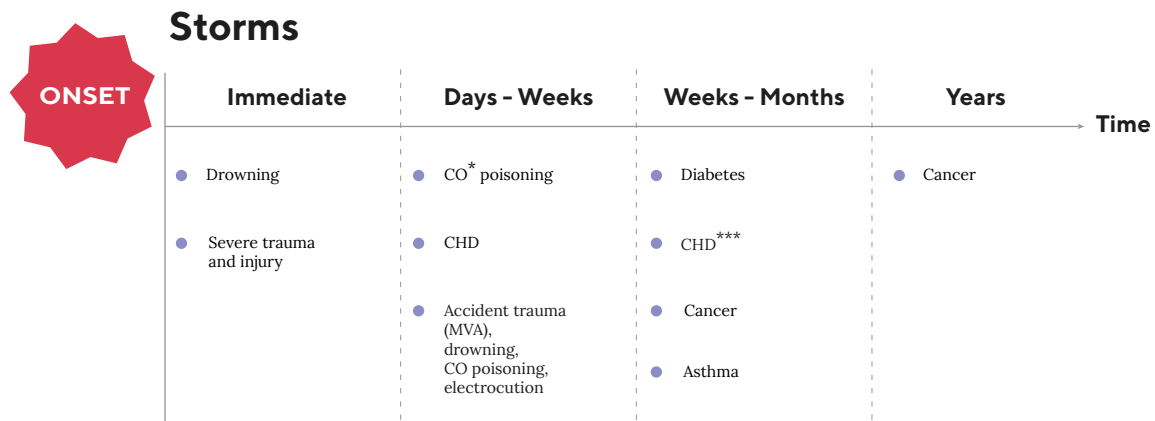 Storms
ONSET
Immediate
Days - Weeks
Weeks - Months
Years
Time
Drowning
Severe trauma
and injury
CO* poisoning
CHD
Accident trauma
(MVA),
drowning,
CO poisoning,
electrocution
Diabetes
CHD***
Cancer
Asthma
Cancer